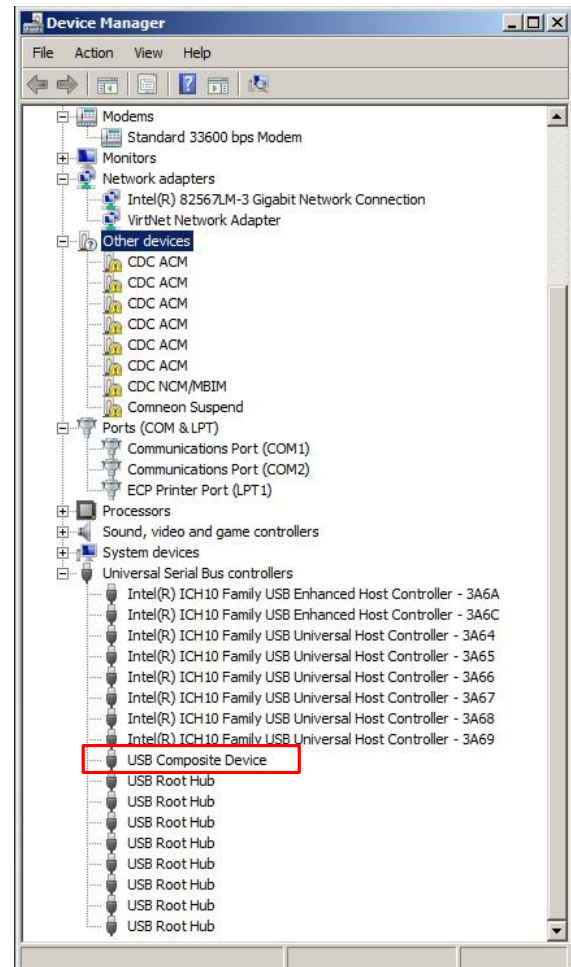 Device Manager
File Action View Help
Modems
Standard 33600 bps Modem
Monitors
Network adapters
Intel(R) 82567LM-3 Gigabit Network Connection
VirtNet Network Adapter
Other devices
CDC ACM
CDC ACM
CDC ACM
CDC ACM
CDC ACM
CDC ACM
CDC NCM/MBIM
Comneon Suspend
Ports (COM & LPT)
Communications Port (COM1)
Communications Port (COM2)
ECP Printer Port (LPT1)
Processors
Sound, video and game controllers
System devices
Universal Serial Bus controllers
Intel(R) ICH10 Family USB Enhanced Host Controller - 3A6A
Intel(R) ICH10 Family USB Enhanced Host Controller - 3A6C
Intel(R) ICH10 Family USB Universal Host Controller - 3A64
Intel(R) ICH10 Family USB Universal Host Controller - 3A65
Intel(R) ICH10 Family USB Universal Host Controller - 3A66
Intel(R) ICH10 Family USB Universal Host Controller - 3A67
Intel(R) ICH10 Family USB Universal Host Controller - 3A68
Intel(R) ICH10 Family USB Universal Host Controller - 3A69
USB Composite Device
USB Root Hub
USB Root Hub
USB Root Hub
USB Root Hub
USB Root Hub
USB Root Hub
USB Root Hub
USB Root Hub